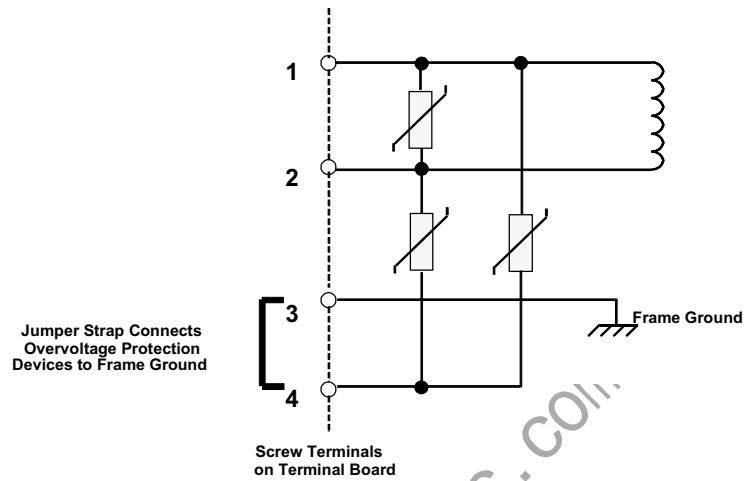 1
2
3
Jumper Strap Connects
Overvoltage Protection
Devices to Frame Ground
Frame Ground
4
Screw Terminals
on Terminal Board
s. com